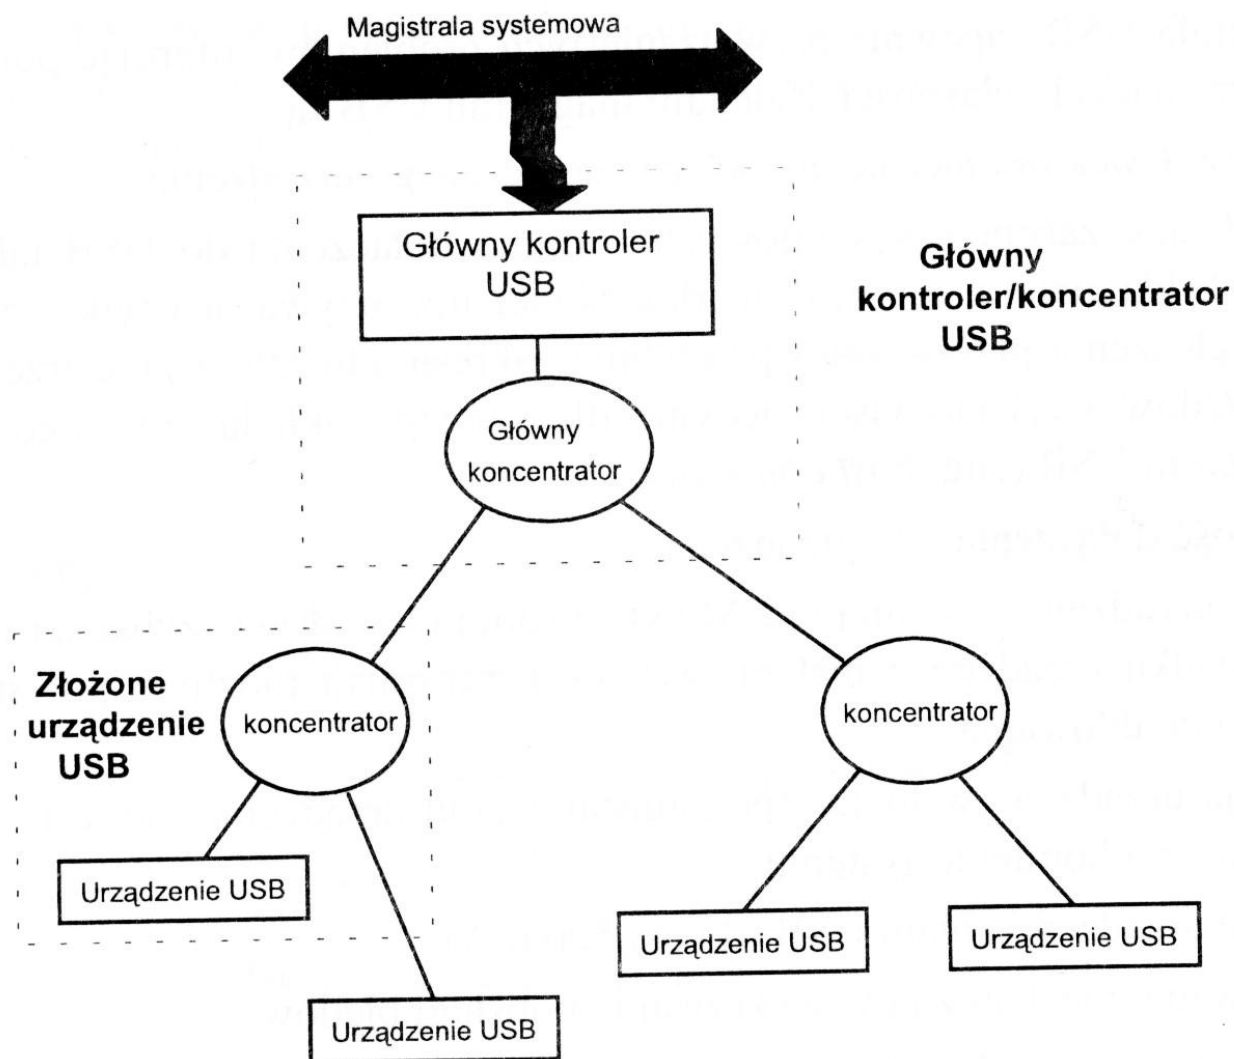 Magistrala systemowa
Główny kontroler
USB
Główny
kontroler/koncentrator
USB
Główny
koncentrator
Złożone
urządzenie
USB
koncentrator
koncentrator
Urządzenie USB
Urządzenie USB
Urządzenie USB
Urządzenie USB